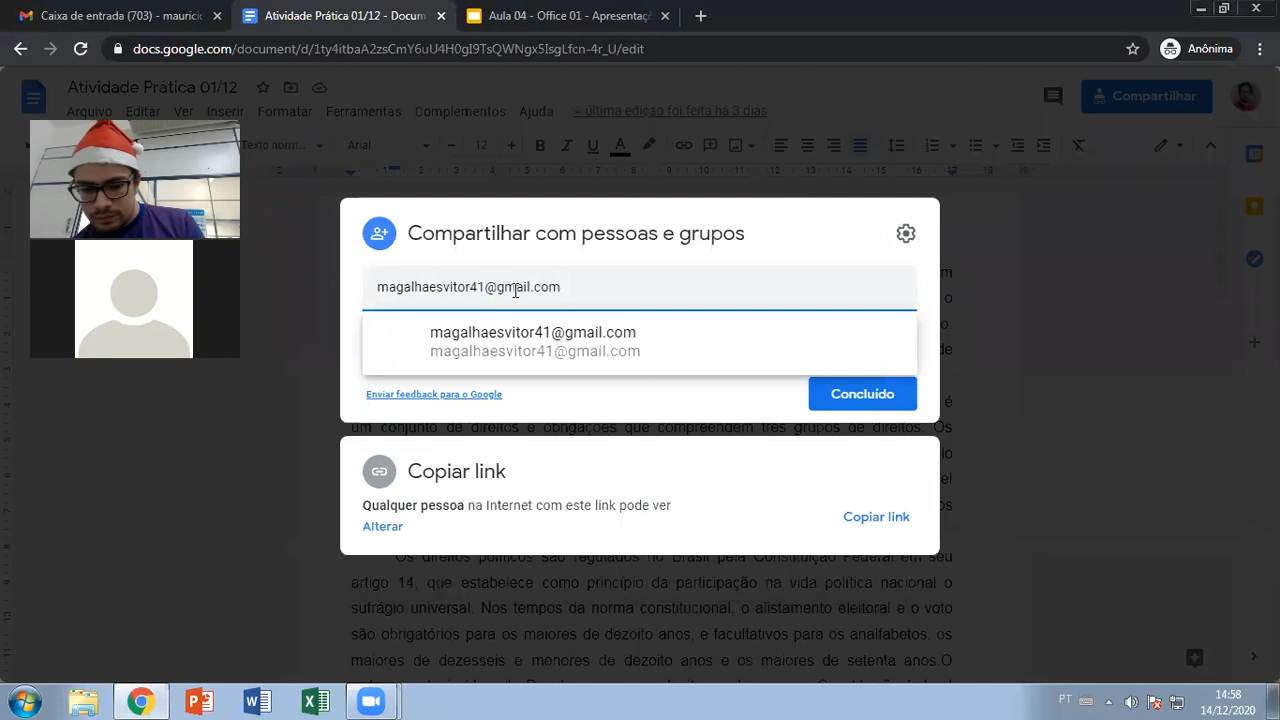 Caixa de entrada (703) - maurici
Atividade Prática 01/12 - Docum
Aula 04 - Office 01 - Apresentaç
docs.google.com/document/d/1ty4itbaA2zsCmY6uU4H0gI9TsQWNgx5IsgLfcn-4r_U/edit
Anônima
Atividade Prática 01/12
Arquivo Editar Ver Inserir Formatar Ferramentas Complementos Ajuda A última edição foi feita há 3 dias
Compartilhar
Texto norm... Arial 12
Compartilhar com pessoas e grupos
magalhaesvitor41@gmail.com
magalhaesvitor41@gmail.com
magalhaesvitor41@gmail.com
Enviar feedback para o Google
Concluído
um conjunto de direitos e obrigações que compreendem três grupos de direitos. Os
Copiar link
Qualquer pessoa na Internet com este link pode ver
Alterar
Copiar link
Os direitos políticos são regulados no Brasil pela Constituição Federal em seu
artigo 14, que estabelece como princípio da participação na vida política nacional o
sufrágio universal. Nos tempos da norma constitucional, o alistamento eleitoral e o voto
são obrigatórios para os maiores de dezoito anos, e facultativos para os analfabetos, os
maiores de dezesseis e menores de dezoito anos e os maiores de setenta anos.O
PT
14:58
14/12/2020